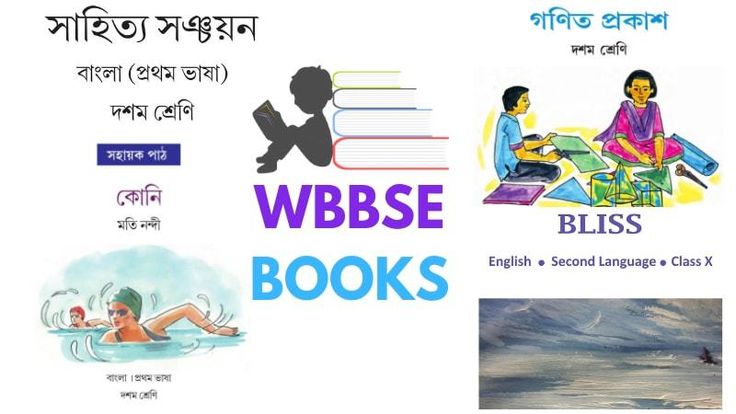 সাহিত্য সঞ্চয়ন
বাংলা (প্রথম ভাষা)
দশম শ্রেণি
সহায়ক পাঠ
কোনি
মতি নন্দী
বাংলা । প্রথম ভাষা
দশম শ্রেণি
WBBSE
BOOKS
গণিত প্রকাশ
দশম শ্রেণি
BLISS
English • Second Language • Class X